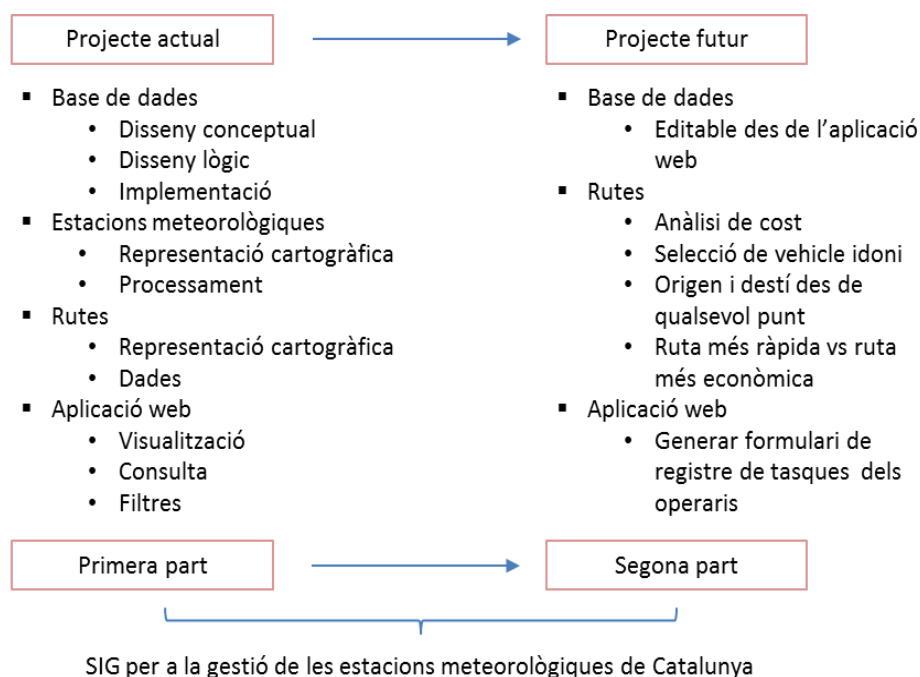 Projecte actual
Projecte futur
▪ Base de dades
• Disseny conceptual
• Disseny lògic
• Implementació
▪ Estacions meteorològiques
• Representació cartogràfica
• Processament
▪ Rutes
• Representació cartogràfica
• Dades
▪ Aplicació web
• Visualització
• Consulta
• Filtres
▪ Base de dades
• Editable des de l’aplicació
web
▪ Rutes
• Anàlisi de cost
• Selecció de vehicle idoni
• Origen i destí des de
qualsevol punt
• Ruta més ràpida vs ruta
més econòmica
▪ Aplicació web
• Generar formulari de
registre de tasques dels
operaris
Primera part
Segona part
SIG per a la gestió de les estacions meteorològiques de Catalunya